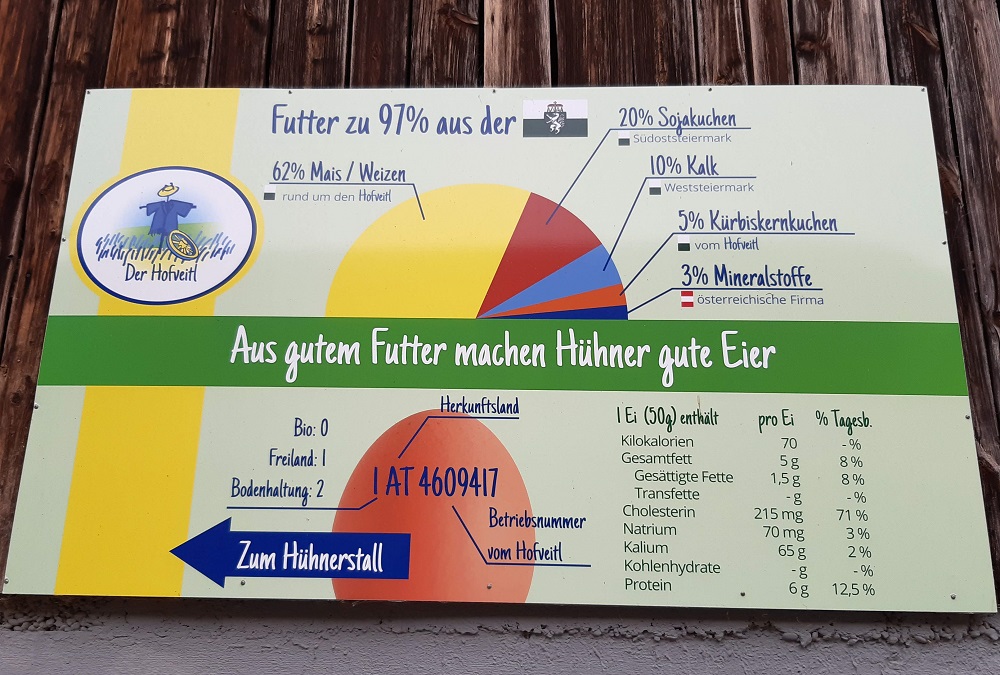 Futter zu 97% aus der
62% Mais / Weizen
rund um den Hofveitl
20% Sojakuchen
Südoststeiermark
10% Kalk
Weststeiermark
5% Kürbiskernkuchen
vom Hofveitl
3% Mineralstoffe
österreichische Firma
Der Hofveitl
Aus gutem Futter machen Hühner gute Eier
Herkunftsland
Bio: 0
Freiland: 1
Bodenhaltung: 2
1 AT 4609417
Betriebsnummer
vom Hofveitl
Zum Hühnerstall
1 Ei (50g) enthält pro Ei % Tagesb.
Kilokalorien 70 - %
Gesamtfett 5 g 8 %
Gesättigte Fette 1,5 g 8 %
Transfette - g - %
Cholesterin 215 mg 71 %
Natrium 70 mg 3 %
Kalium 65 g 2 %
Kohlenhydrate - g - %
Protein 6 g 12,5 %